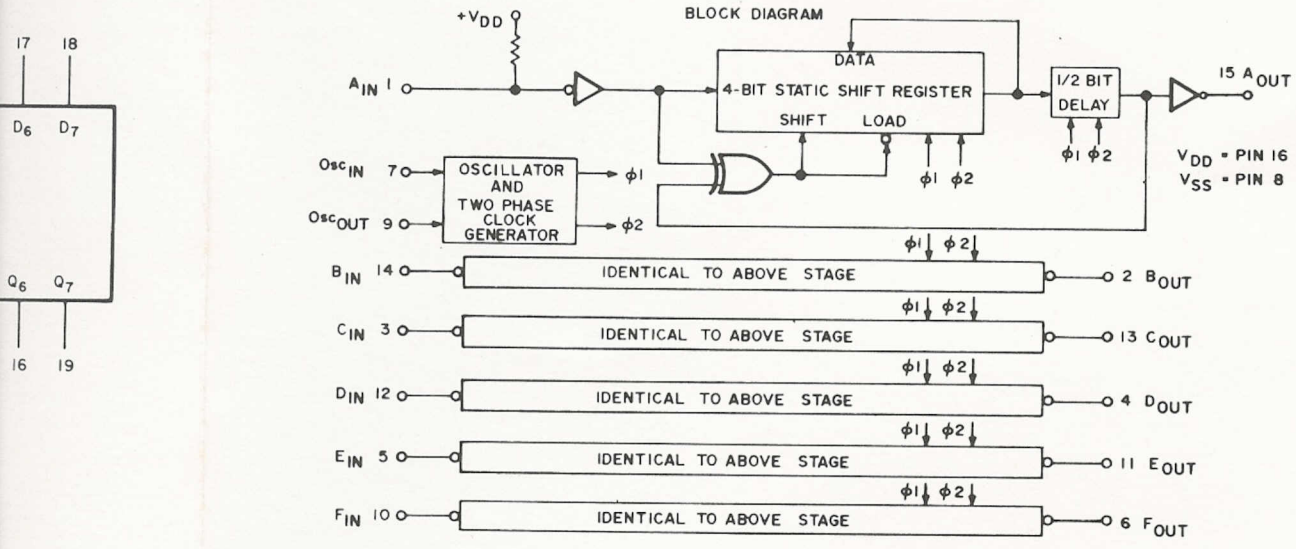 17 18
D6 D7
Q6 Q7
16 19
BLOCK DIAGRAM
+VDD
AIN 1
DATA
4-BIT STATIC SHIFT REGISTER
SHIFT LOAD
ϕ1 ϕ2
1/2 BIT
DELAY
ϕ1 ϕ2
15 AOUT
VDD = PIN 16
VSS = PIN 8
OscIN 7
OscOUT 9
OSCILLATOR
AND
TWO PHASE
CLOCK
GENERATOR
ϕ1
ϕ2
ϕ1 ϕ2
BIN 14 IDENTICAL TO ABOVE STAGE 2 BOUT
ϕ1 ϕ2
CIN 3 IDENTICAL TO ABOVE STAGE 13 COUT
ϕ1 ϕ2
DIN 12 IDENTICAL TO ABOVE STAGE 4 DOUT
ϕ1 ϕ2
EIN 5 IDENTICAL TO ABOVE STAGE 11 EOUT
ϕ1 ϕ2
FIN 10 IDENTICAL TO ABOVE STAGE 6 FOUT